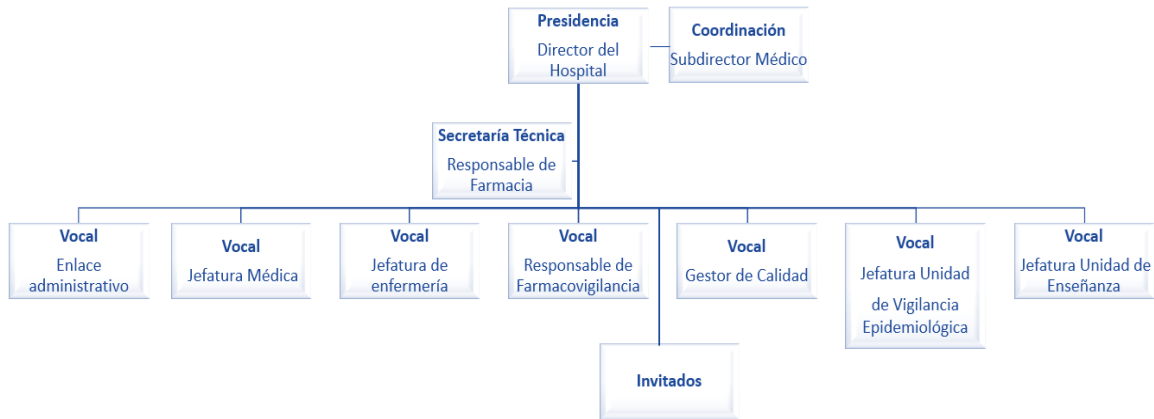 Presidencia
Director del
Hospital
Coordinación
Subdirector Médico
Secretaría Técnica
Responsable de
Farmacia
Vocal
Enlace
administrativo
Vocal
Jefatura Médica
Vocal
Jefatura de
enfermería
Vocal
Responsable de
Farmacovigilancia
Vocal
Gestor de Calidad
Vocal
Jefatura Unidad
de Vigilancia
Epidemiológica
Vocal
Jefatura Unidad de
Enseñanza
Invitados